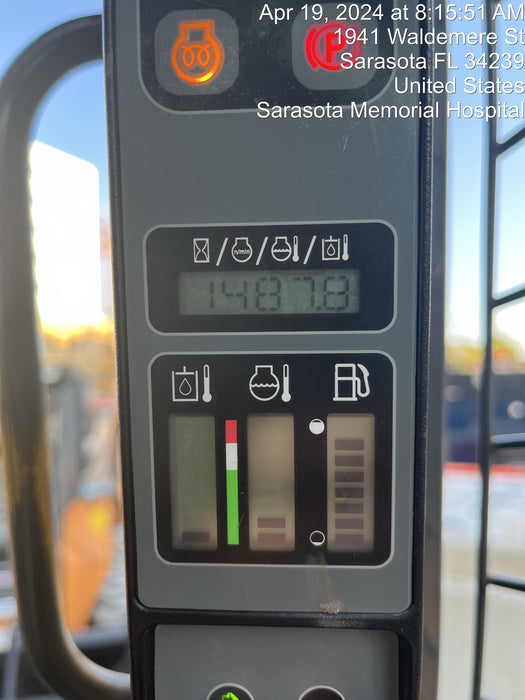 Apr 19, 2024 at 8:15:51 AM
1941 Waldemere St
Sarasota FL 34239
United States
Sarasota Memorial Hospital
P
/ n/min / /
1487.8